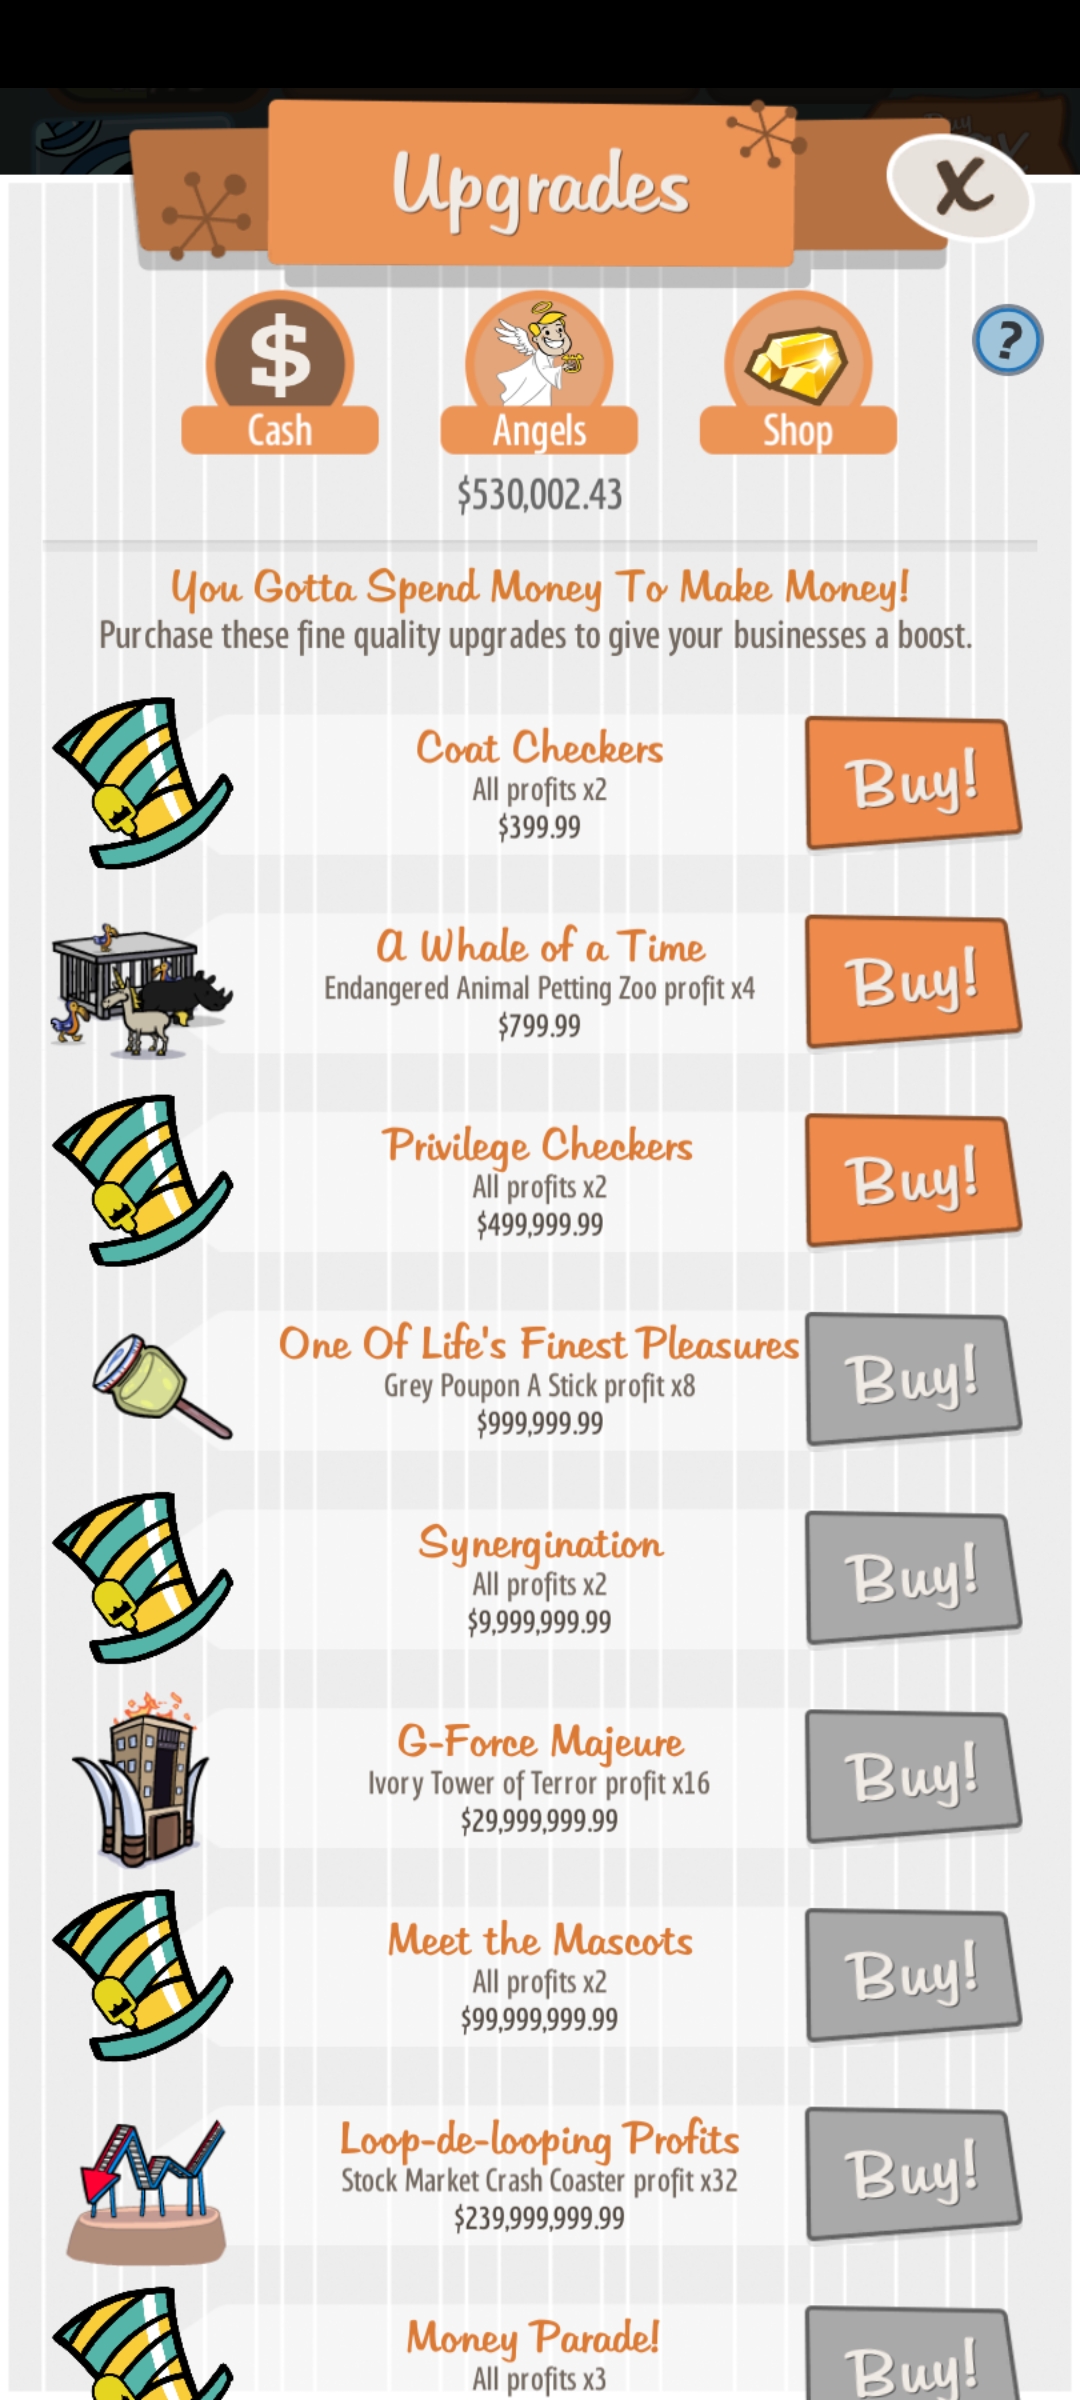 Upgrades
X
$
?
Cash
Angels
Shop
$530,002.43
You Gotta Spend Money To Make Money!
Purchase these fine quality upgrades to give your businesses a boost.
Coat Checkers
All profits x2
$399.99
Buy!
A Whale of a Time
Endangered Animal Petting Zoo profit x4
$799.99
Buy!
Privilege Checkers
All profits x2
$499,999.99
Buy!
One Of Life's Finest Pleasures
Grey Poupon A Stick profit x8
$999,999.99
Buy!
Synergination
All profits x2
$9,999,999.99
Buy!
G-Force Majeure
Ivory Tower of Terror profit x16
$29,999,999.99
Buy!
Meet the Mascots
All profits x2
$99,999,999.99
Buy!
Loop-de-looping Profits
Stock Market Crash Coaster profit x32
$239,999,999.99
Buy!
Money Parade!
All profits x3
Buy!